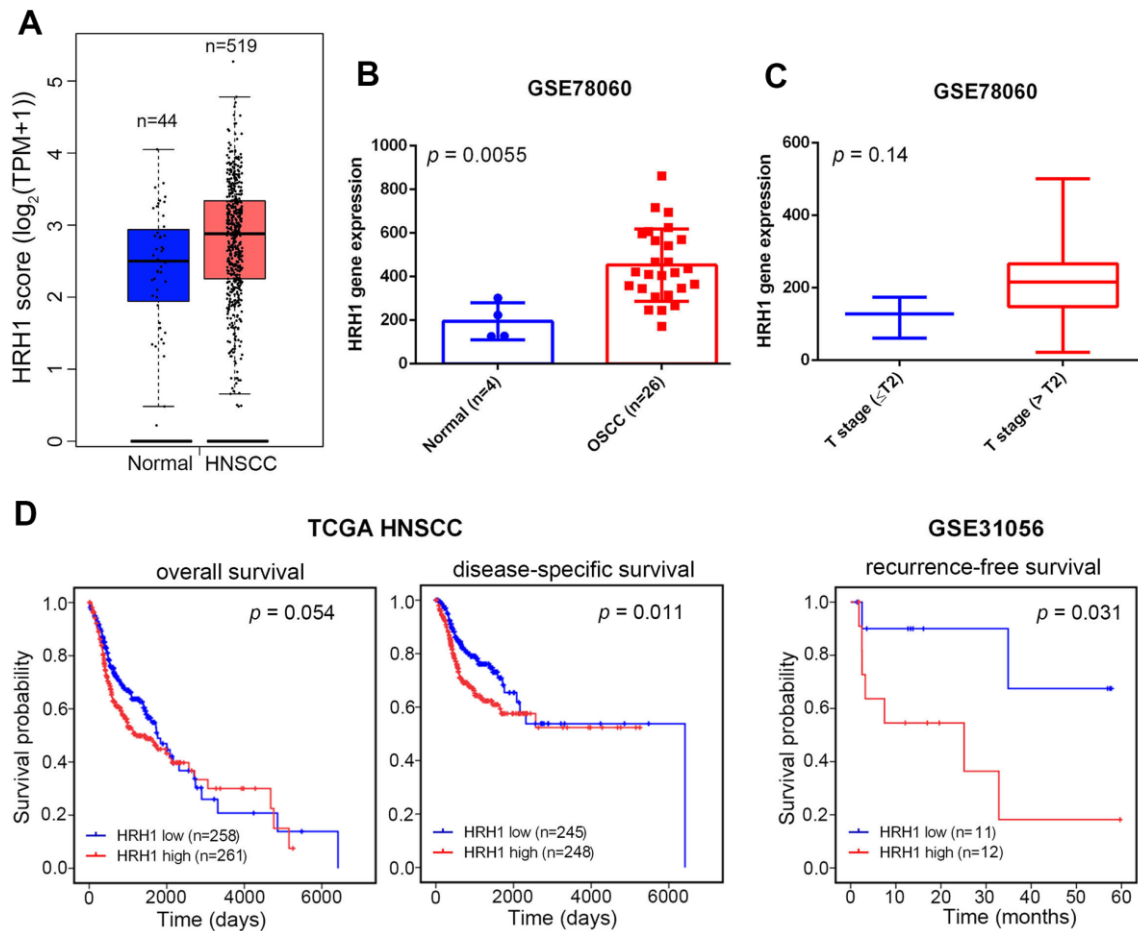 A
HRH1 score (log2(TPM+1))
5
4
3
2
1
0
n=44
n=519
Normal
HNSCC
B
GSE78060
p = 0.0055
HRH1 gene expression
1000
800
600
400
200
0
Normal (n=4)
OSCC (n=26)
C
GSE78060
p = 0.14
HRH1 gene expression
600
400
200
0
T stage (≤T2)
T stage (> T2)
D
TCGA HNSCC
overall survival
p = 0.054
Survival probability
1.0
0.8
0.6
0.4
0.2
0.0
HRH1 low (n=258)
HRH1 high (n=261)
0 2000 4000 6000
Time (days)
disease-specific survival
p = 0.011
1.0
0.8
0.6
0.4
0.2
0.0
HRH1 low (n=245)
HRH1 high (n=248)
0 2000 4000 6000
Time (days)
GSE31056
recurrence-free survival
p = 0.031
Survival probability
1.0
0.8
0.6
0.4
0.2
0.0
HRH1 low (n=11)
HRH1 high (n=12)
0 10 20 30 40 50 60
Time (months)